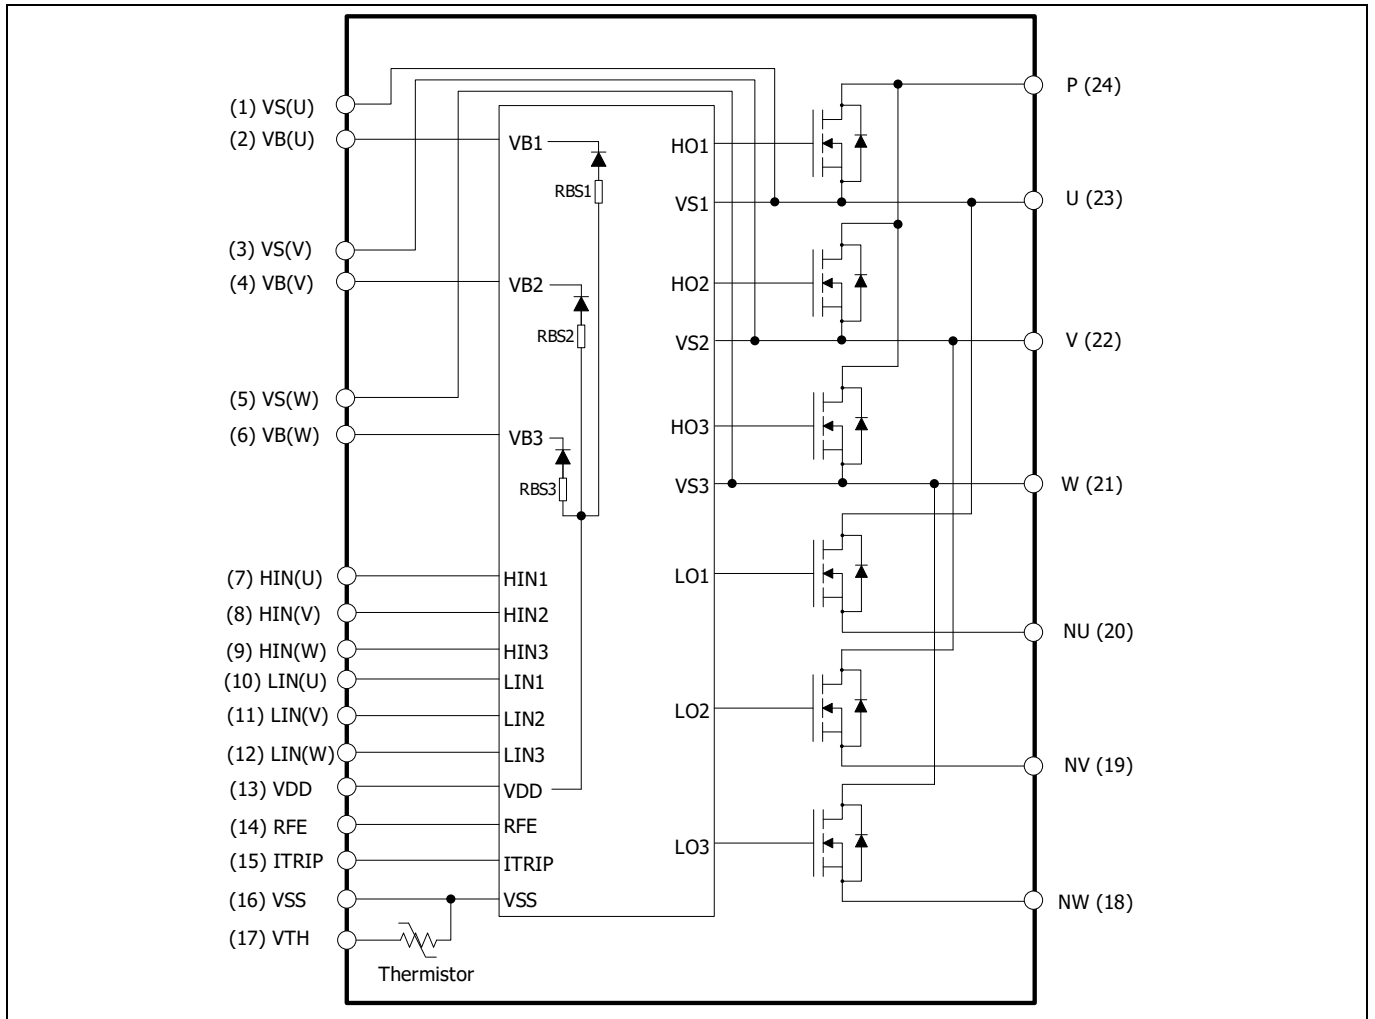 (1) VS(U)
(2) VB(U)
(3) VS(V)
(4) VB(V)
(5) VS(W)
(6) VB(W)
(7) HIN(U)
(8) HIN(V)
(9) HIN(W)
(10) LIN(U)
(11) LIN(V)
(12) LIN(W)
(13) VDD
(14) RFE
(15) ITRIP
(16) VSS
(17) VTH
Thermistor
VB1
RBS1
VB2
RBS2
VB3
RBS3
HIN1
HIN2
HIN3
LIN1
LIN2
LIN3
VDD
RFE
ITRIP
VSS
HO1
VS1
HO2
VS2
HO3
VS3
LO1
LO2
LO3
P (24)
U (23)
V (22)
W (21)
NU (20)
NV (19)
NW (18)